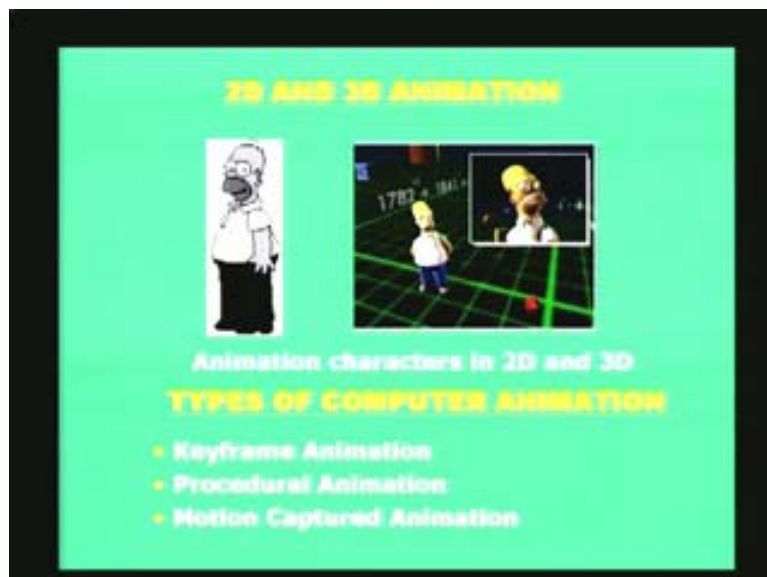 2D AND 3D ANIMATION
Animation characters in 2D and 3D
TYPES OF COMPUTER ANIMATION
• Keyframe Animation
• Procedural Animation
• Motion Captured Animation